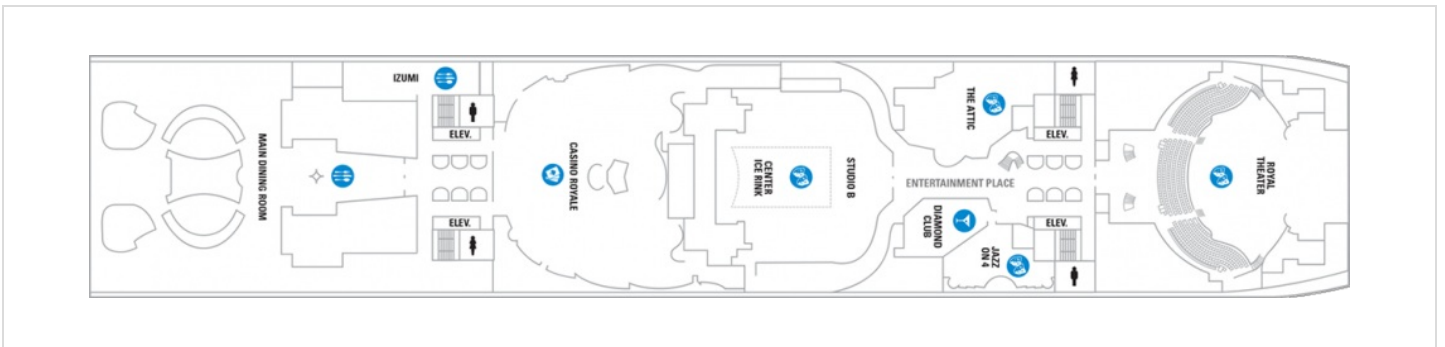 IZUMI
ELEV.
MAIN DINING ROOM
ELEV.
CASINO ROYALE
CENTER
ICE RINK
STUDIO B
THE ATTIC
ENTERTAINMENT PLACE
DIAMOND
CLUB
JAZZ
ON 4
ELEV.
ELEV.
ROYAL
THEATER